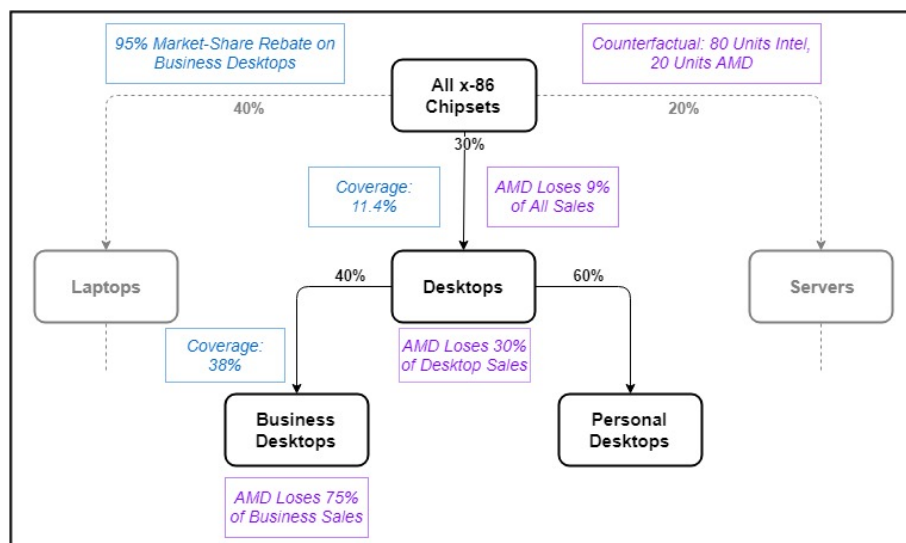 95% Market-Share Rebate on
Business Desktops
Counterfactual: 80 Units Intel,
20 Units AMD
All x-86
Chipsets
40%
20%
30%
Coverage:
11.4%
AMD Loses 9%
of All Sales
Laptops
40%
Desktops
60%
Servers
Coverage:
38%
AMD Loses 30%
of Desktop Sales
Business
Desktops
Personal
Desktops
AMD Loses 75%
of Business Sales